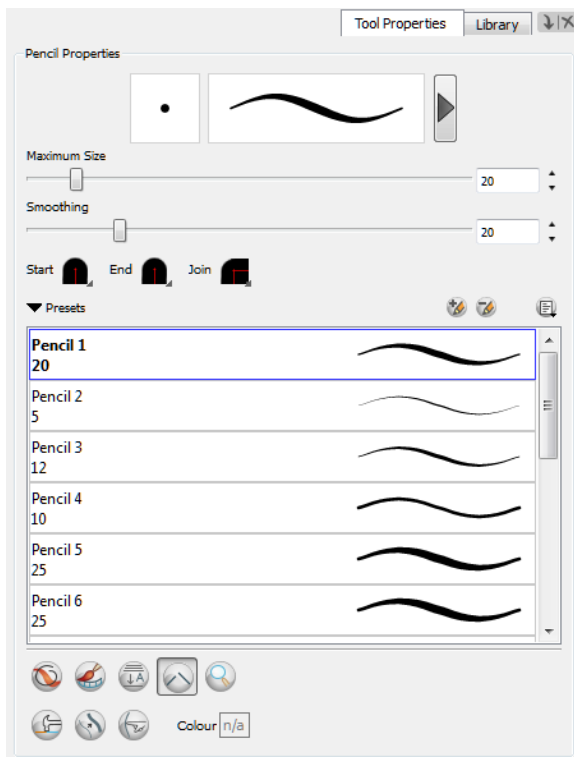 Tool Properties Library
Pencil Properties
Maximum Size
20
Smoothing
20
Start End Join
Presets
Pencil 1
20
Pencil 2
5
Pencil 3
12
Pencil 4
10
Pencil 5
25
Pencil 6
25
A
Colour n/a